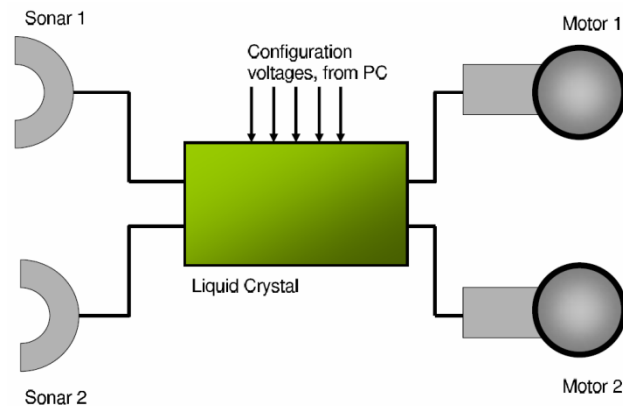 Sonar 1
Motor 1
Configuration
voltages, from PC
Liquid Crystal
Sonar 2
Motor 2